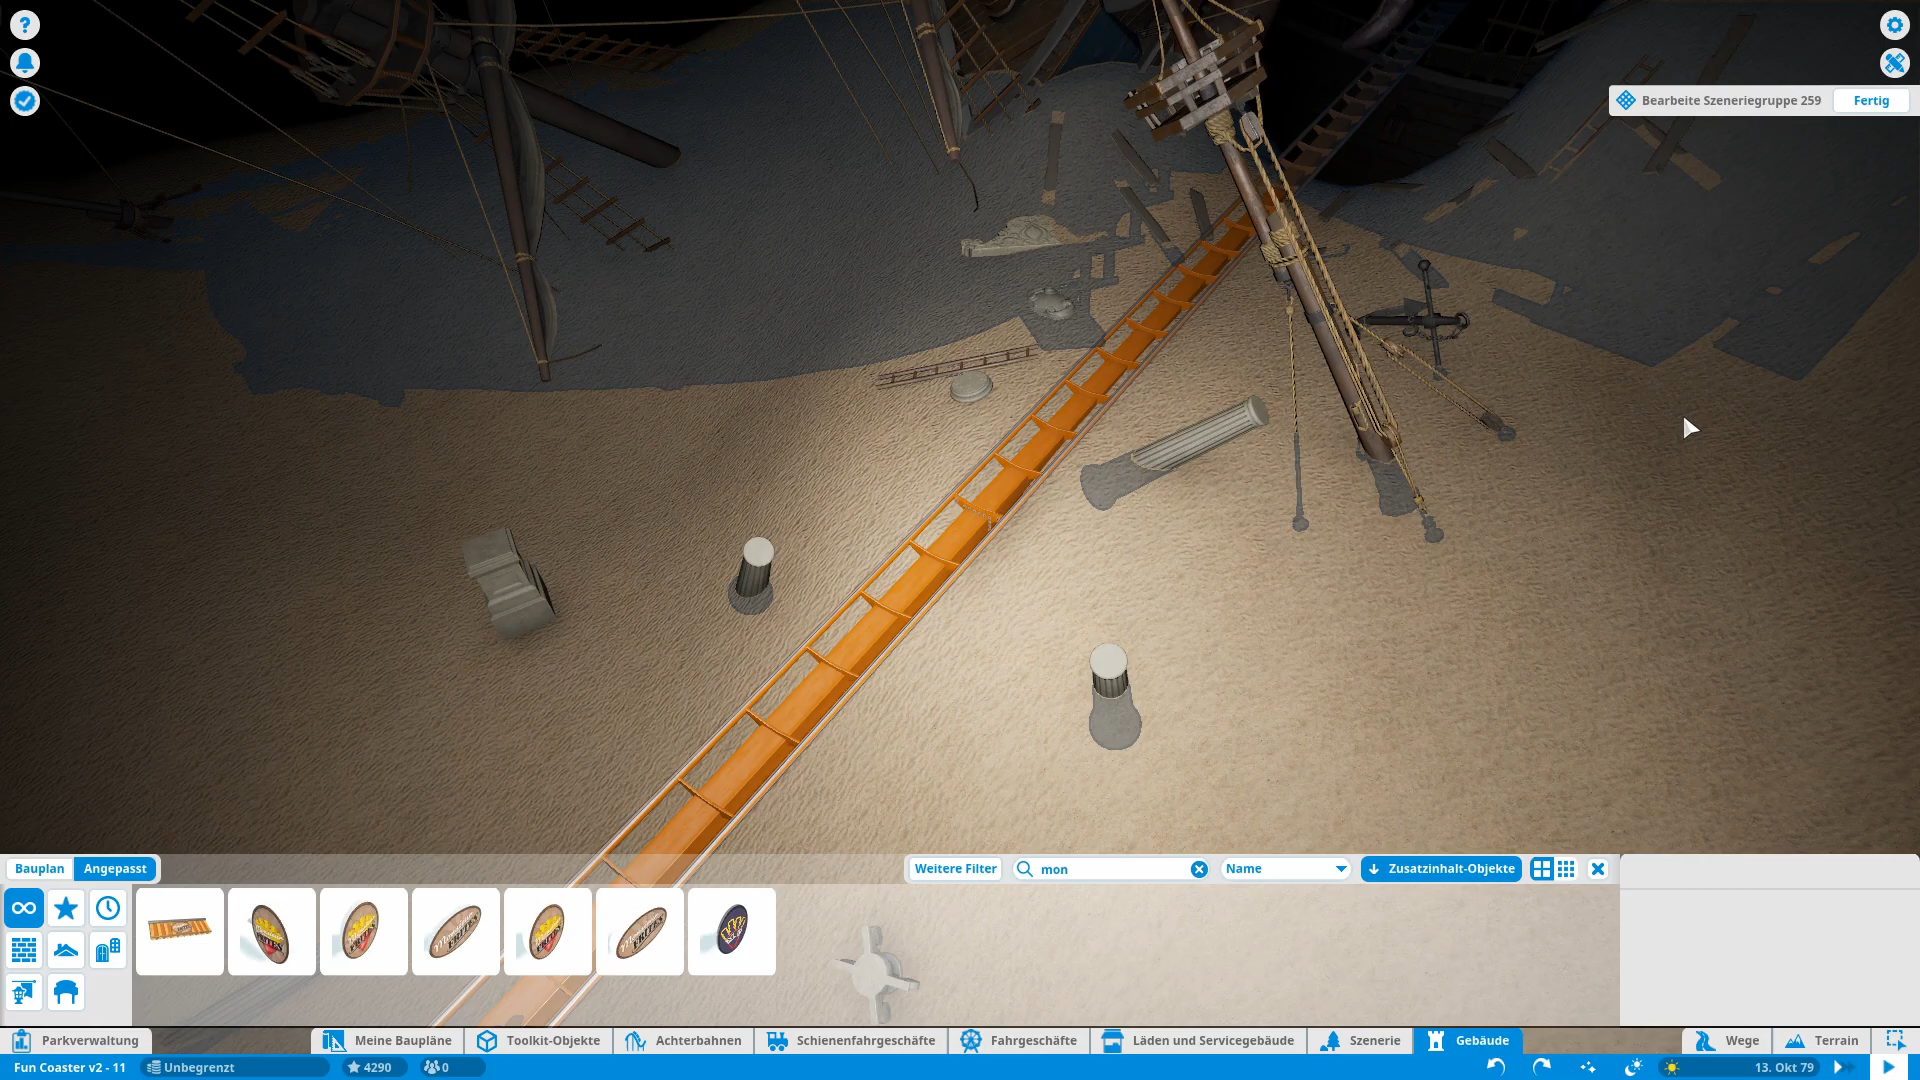 ?
Bearbeite Szeneriegruppe 259
Fertig
Bauplan
Angepasst
Weitere Filter
mon
Name
Zusatzinhalt-Objekte
Parkverwaltung
Meine Baupläne
Toolkit-Objekte
Achterbahnen
Schienenfahrgeschäfte
Fahrgeschäfte
Läden und Servicegebäude
Szenerie
Gebäude
Wege
Terrain
Fun Coaster v2 - 11
Unbegrenzt
4290
0
13. Okt 79